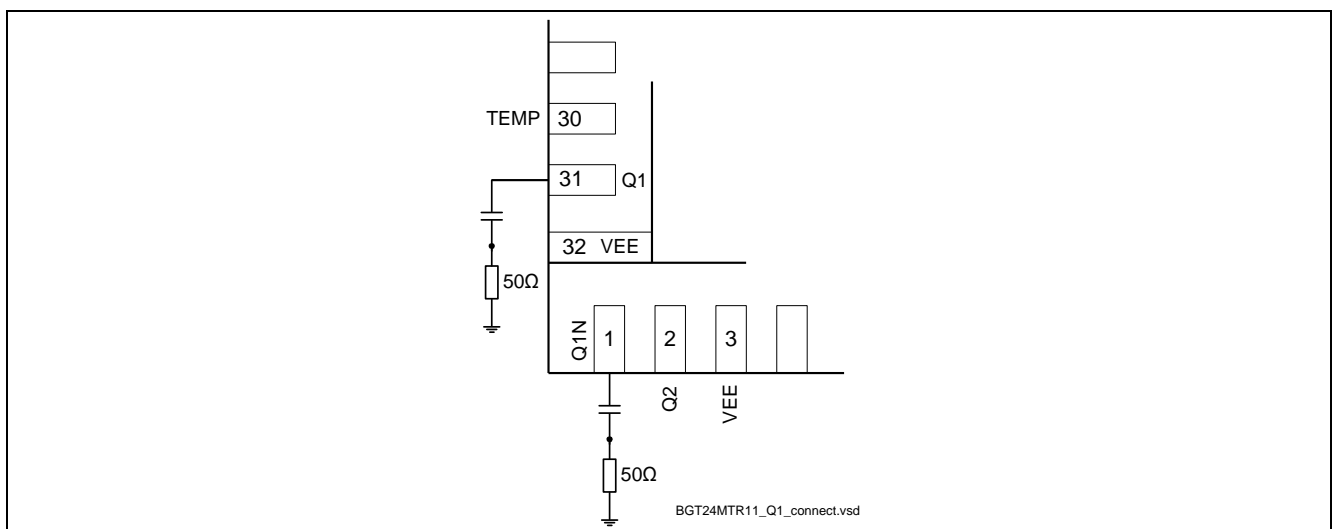 TEMP 30
31 Q1
32 VEE
50Ω
Q1N 1 2 3
Q2 VEE
50Ω
BGT24MTR11_Q1_connect.vsd